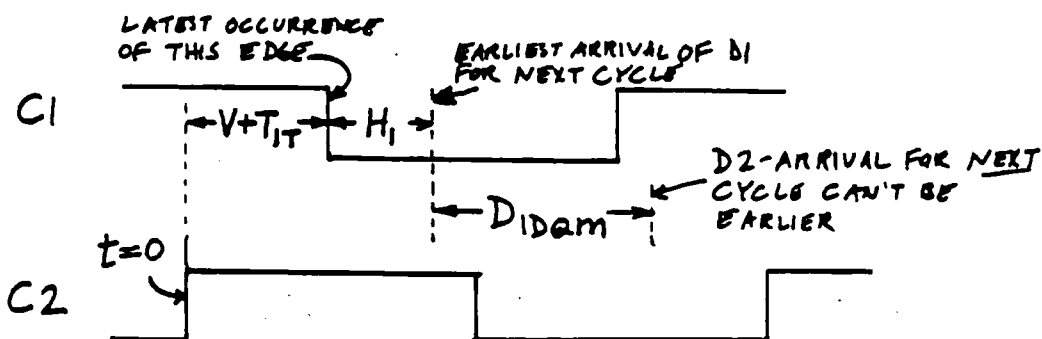 LATEST OCCURRENCE
OF THIS EDGE
EARLIEST ARRIVAL OF D1
FOR NEXT CYCLE
C1
V+T1T
H1
D2-ARRIVAL FOR NEXT
CYCLE CAN'T BE
EARLIER
D1DQm
t=0
C2